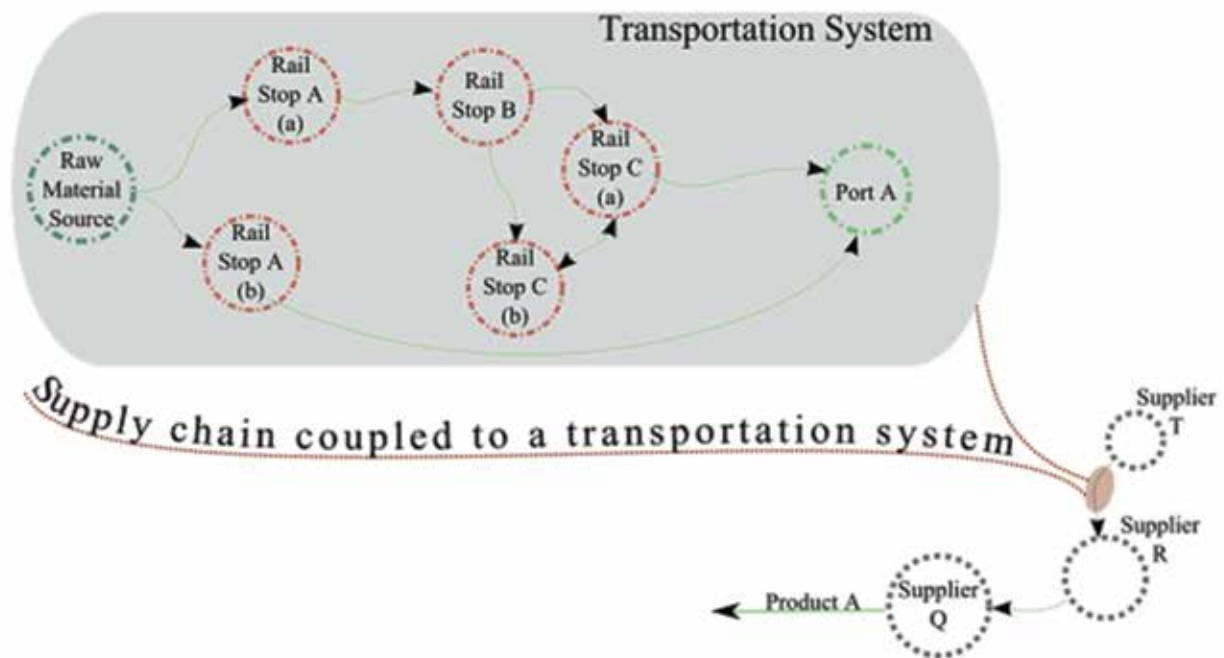 Transportation System
Rail
Stop A
(a)
Rail
Stop B
Rail
Stop C
(a)
Raw
Material
Source
Port A
Rail
Stop A
(b)
Rail
Stop C
(b)
Supply chain coupled to a transportation system
Supplier
T
Supplier
R
Supplier
Q
Product A